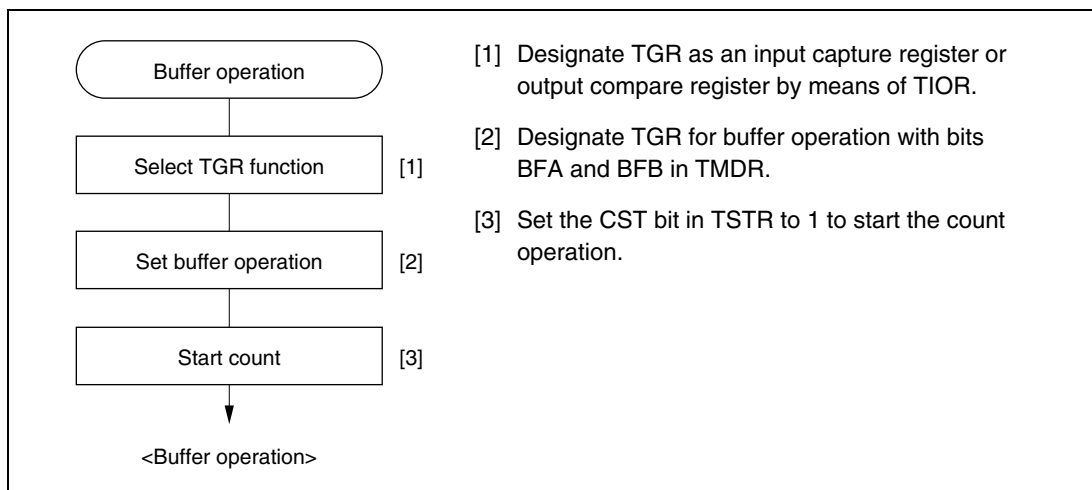 Buffer operation
Select TGR function
[1]
Set buffer operation
[2]
Start count
[3]
<Buffer operation>
[1] Designate TGR as an input capture register or
output compare register by means of TIOR.
[2] Designate TGR for buffer operation with bits
BFA and BFB in TMDR.
[3] Set the CST bit in TSTR to 1 to start the count
operation.